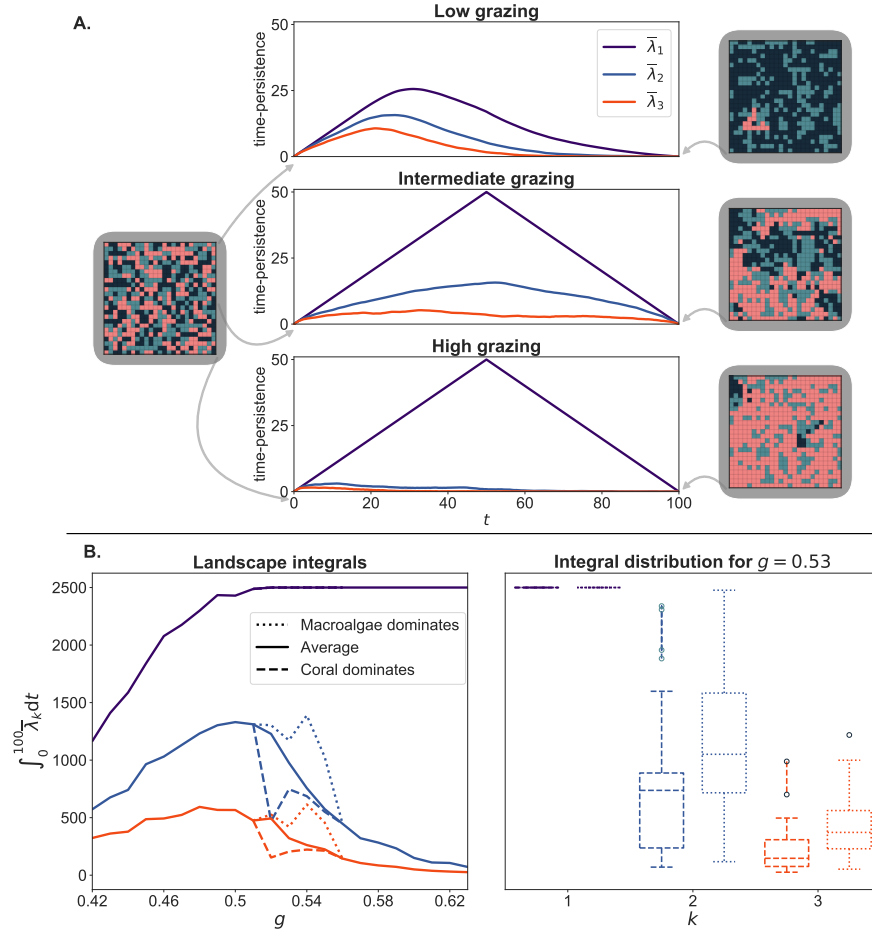 A.
Low grazing
50
25
0
time-persistence
λ̅₁
λ̅₂
λ̅₃
Intermediate grazing
50
25
0
time-persistence
High grazing
50
25
0
time-persistence
0 20 40 60 80 100
t
B.
Landscape integrals
2500
2000
1500
1000
500
0
∫₀¹⁰⁰ λ̅ₖdt
Macroalgae dominates
Average
Coral dominates
0.42 0.46 0.5 0.54 0.58 0.62
g
Integral distribution for g = 0.53
1 2 3
k